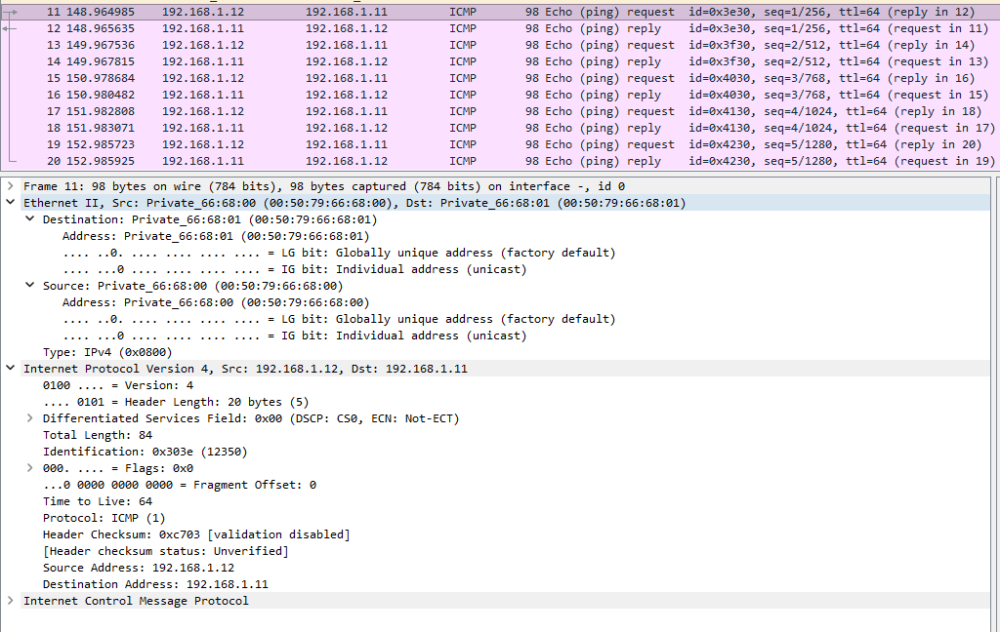 11 148.964985 192.168.1.12 192.168.1.11 ICMP 98 Echo (ping) request id=0x3e30, seq=1/256, ttl=64 (reply in 12)
12 148.965635 192.168.1.11 192.168.1.12 ICMP 98 Echo (ping) reply id=0x3e30, seq=1/256, ttl=64 (request in 11)
13 149.967536 192.168.1.12 192.168.1.11 ICMP 98 Echo (ping) request id=0x3f30, seq=2/512, ttl=64 (reply in 14)
14 149.967815 192.168.1.11 192.168.1.12 ICMP 98 Echo (ping) reply id=0x3f30, seq=2/512, ttl=64 (request in 13)
15 150.978684 192.168.1.12 192.168.1.11 ICMP 98 Echo (ping) request id=0x4030, seq=3/768, ttl=64 (reply in 16)
16 150.980482 192.168.1.11 192.168.1.12 ICMP 98 Echo (ping) reply id=0x4030, seq=3/768, ttl=64 (request in 15)
17 151.982808 192.168.1.12 192.168.1.11 ICMP 98 Echo (ping) request id=0x4130, seq=4/1024, ttl=64 (reply in 18)
18 151.983071 192.168.1.11 192.168.1.12 ICMP 98 Echo (ping) reply id=0x4130, seq=4/1024, ttl=64 (request in 17)
19 152.985723 192.168.1.12 192.168.1.11 ICMP 98 Echo (ping) request id=0x4230, seq=5/1280, ttl=64 (reply in 20)
20 152.985925 192.168.1.11 192.168.1.12 ICMP 98 Echo (ping) reply id=0x4230, seq=5/1280, ttl=64 (request in 19)
Frame 11: 98 bytes on wire (784 bits), 98 bytes captured (784 bits) on interface -, id 0
Ethernet II, Src: Private_66:68:00 (00:50:79:66:68:00), Dst: Private_66:68:01 (00:50:79:66:68:01)
Destination: Private_66:68:01 (00:50:79:66:68:01)
Address: Private_66:68:01 (00:50:79:66:68:01)
.... ..0. .... .... .... .... = LG bit: Globally unique address (factory default)
.... ...0 .... .... .... .... = IG bit: Individual address (unicast)
Source: Private_66:68:00 (00:50:79:66:68:00)
Address: Private_66:68:00 (00:50:79:66:68:00)
.... ..0. .... .... .... .... = LG bit: Globally unique address (factory default)
.... ...0 .... .... .... .... = IG bit: Individual address (unicast)
Type: IPv4 (0x0800)
Internet Protocol Version 4, Src: 192.168.1.12, Dst: 192.168.1.11
0100 .... = Version: 4
.... 0101 = Header Length: 20 bytes (5)
Differentiated Services Field: 0x00 (DSCP: CS0, ECN: Not-ECT)
Total Length: 84
Identification: 0x303e (12350)
000. .... = Flags: 0x0
...0 0000 0000 0000 = Fragment Offset: 0
Time to Live: 64
Protocol: ICMP (1)
Header Checksum: 0xc703 [validation disabled]
[Header checksum status: Unverified]
Source Address: 192.168.1.12
Destination Address: 192.168.1.11
Internet Control Message Protocol